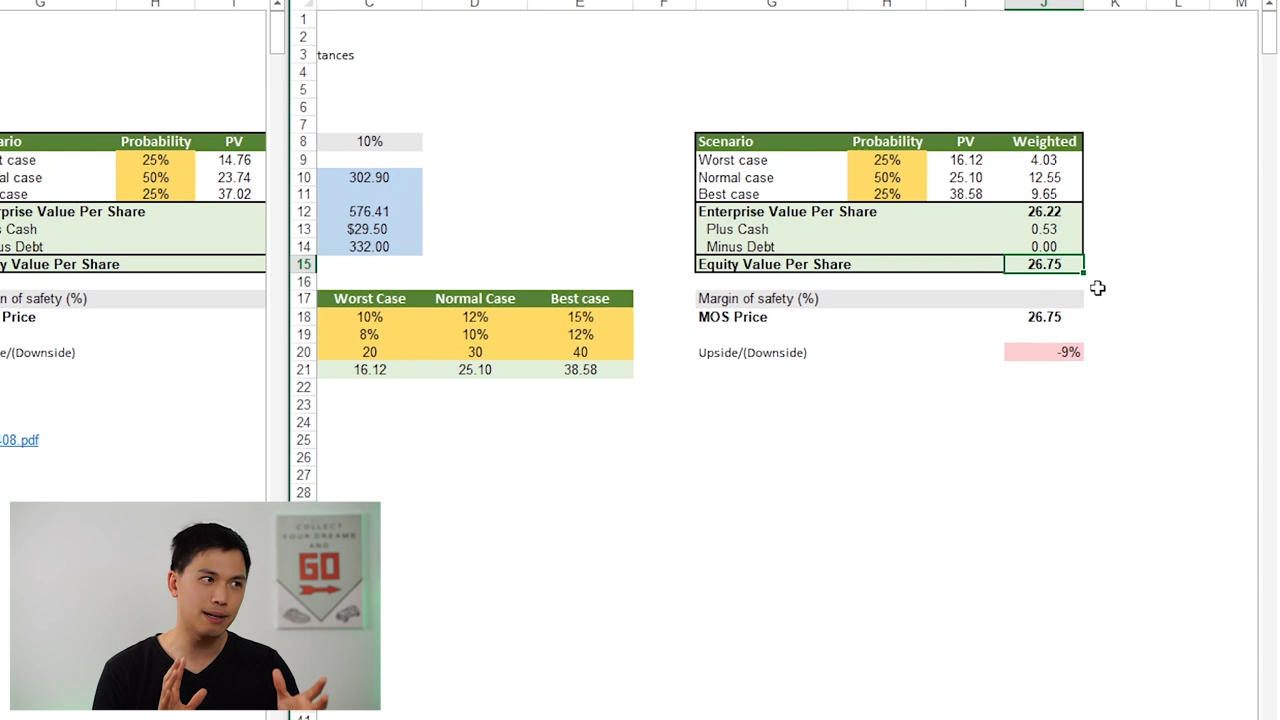 G H I C D E F G H I J K L M
1
2
3 tances
4
5
6
7
ario Probability PV 8 10% Scenario Probability PV Weighted
t case 25% 14.76 9 Worst case 25% 16.12 4.03
al case 50% 23.74 10 302.90 Normal case 50% 25.10 12.55
case 25% 37.02 11 Best case 25% 38.58 9.65
prise Value Per Share 12 576.41 Enterprise Value Per Share 26.22
s Cash 13 $29.50 Plus Cash 0.53
us Debt 14 332.00 Minus Debt 0.00
y Value Per Share 15 Equity Value Per Share 26.75
16
n of safety (%) 17 Worst Case Normal Case Best case Margin of safety (%)
Price 18 10% 12% 15% MOS Price 26.75
19 8% 10% 12%
e/(Downside) 20 20 30 40 Upside/(Downside) -9%
21 16.12 25.10 38.58
22
23
24
408.pdf 25
26
27
28
COLLECT
YOUR DREAMS
AND
GO